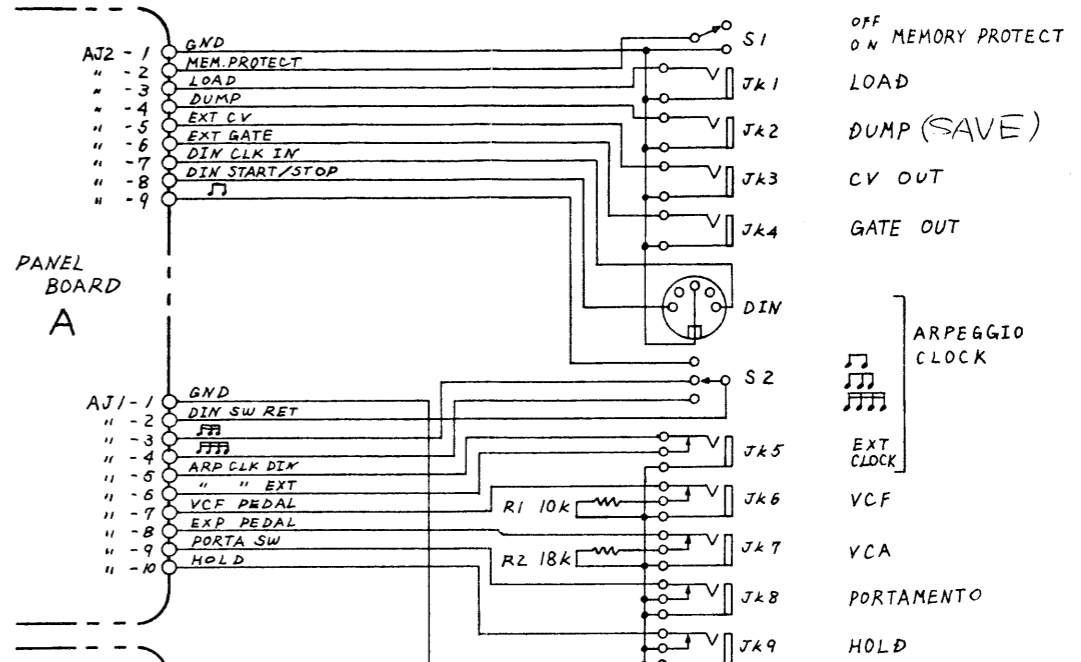 AJ2 - 1 GND
" - 2 MEM. PROTECT
" - 3 LOAD
" - 4 DUMP
" - 5 EXT CV
" - 6 EXT GATE
" - 7 DIN CLK IN
" - 8 DIN START/STOP
" - 9 ♫
PANEL
BOARD
A
AJ1 - 1 GND
" - 2 DIN SW RET
" - 3
" - 4
" - 5 ARP CLK DIN
" - 6 " " EXT
" - 7 VCF PEDAL
" - 8 EXP PEDAL
" - 9 PORTA SW
" - 10 HOLD
S1 OFF
ON MEMORY PROTECT
Jk1 LOAD
Jk2 DUMP (SAVE)
Jk3 CV OUT
Jk4 GATE OUT
DIN
S2
ARPEGGIO
CLOCK
Jk5 EXT
CLOCK
R1 10k Jk6 VCF
R2 18k Jk7 VCA
Jk8 PORTAMENTO
Jk9 HOLD